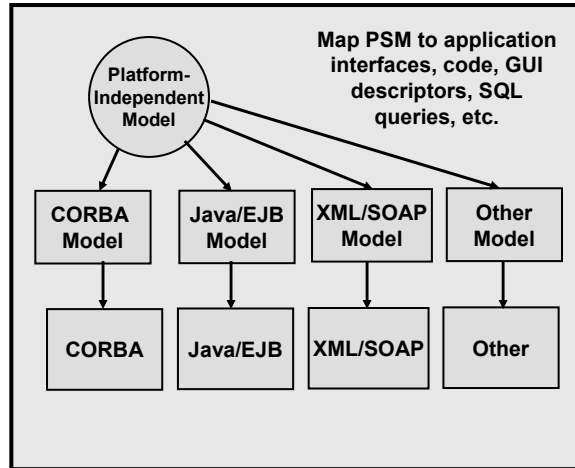 Platform-
Independent
Model
Map PSM to application
interfaces, code, GUI
descriptors, SQL
queries, etc.
CORBA
Model
Java/EJB
Model
XML/SOAP
Model
Other
Model
CORBA
Java/EJB
XML/SOAP
Other